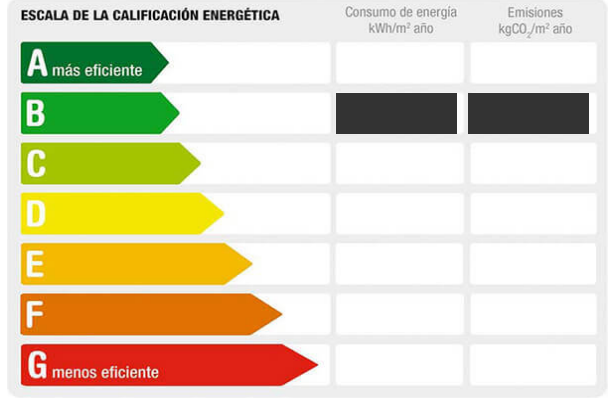 ESCALA DE LA CALIFICACIÓN ENERGÉTICA
Consumo de energía
kWh/m² año
Emisiones
kgCO₂/m² año
A más eficiente
B
C
D
E
F
G menos eficiente